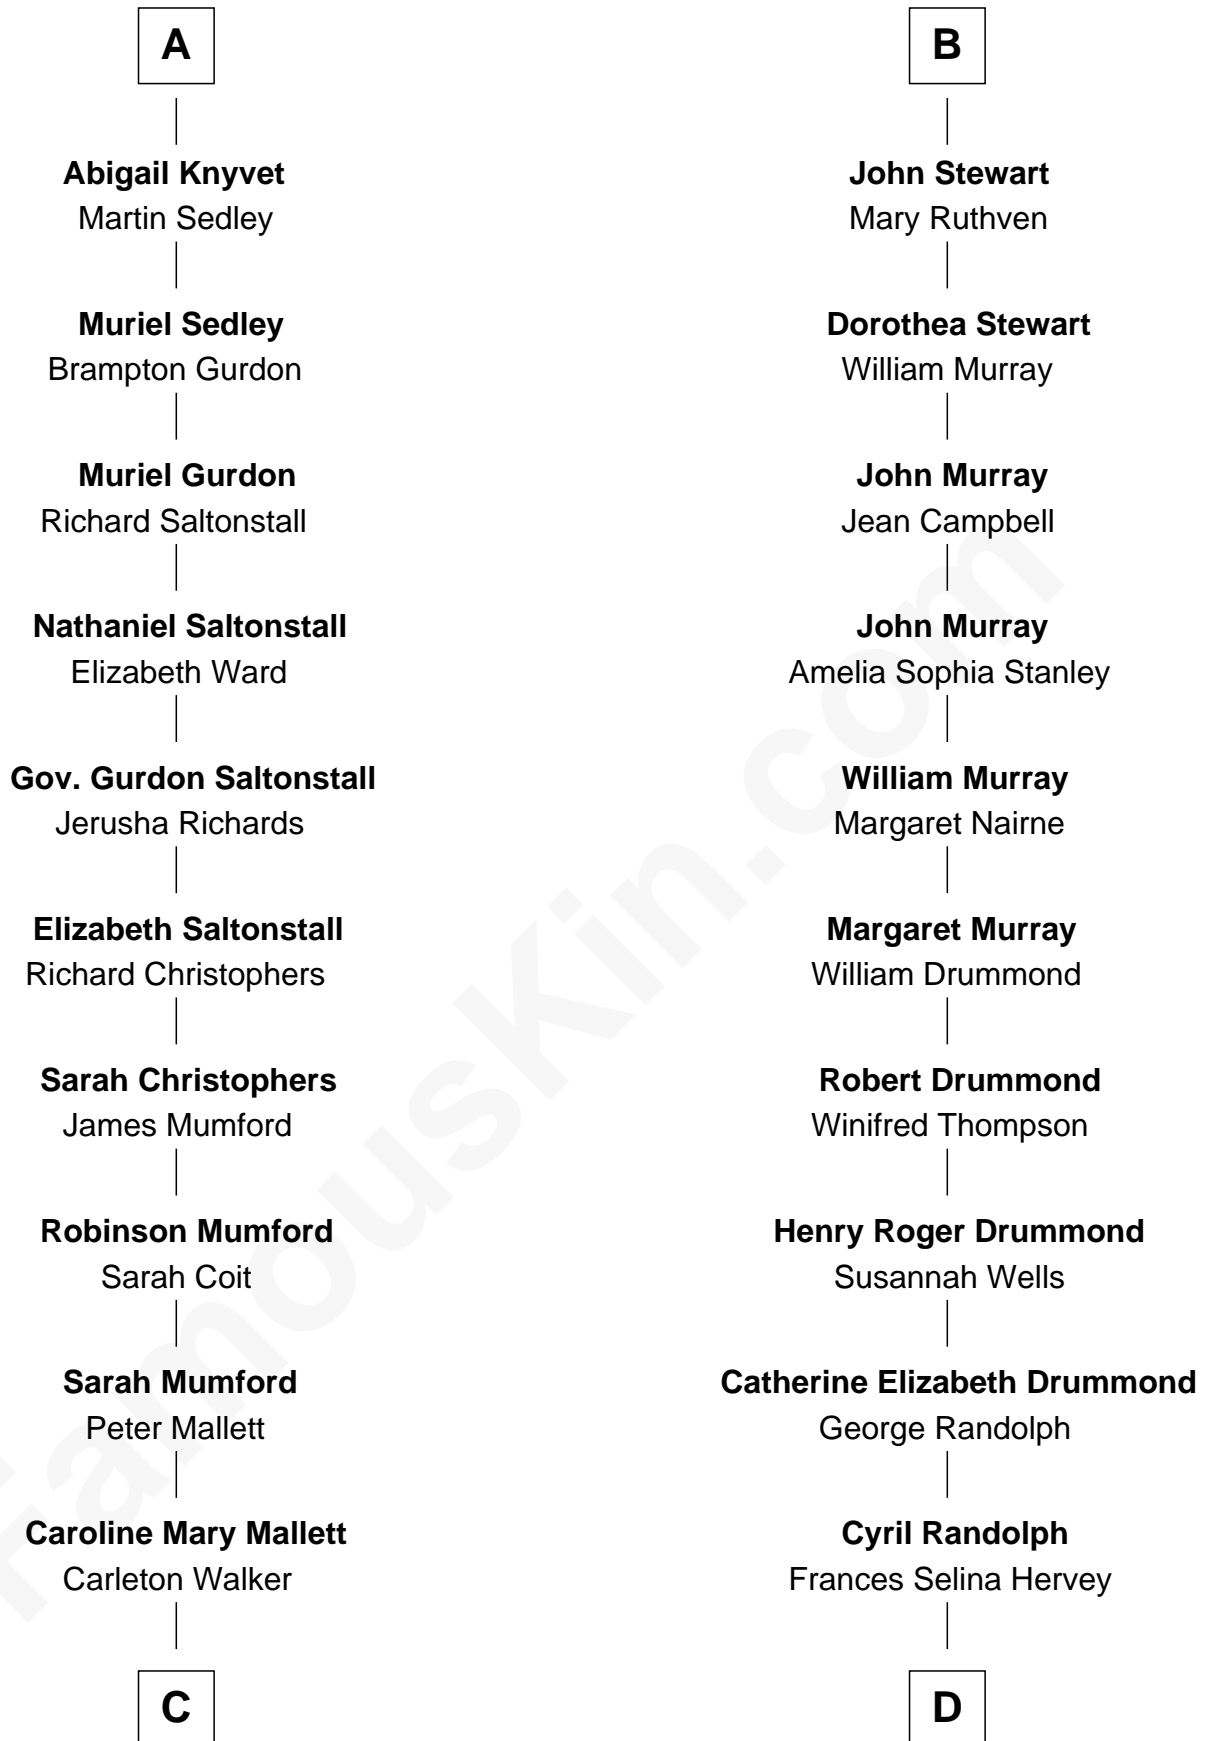 A
Abigail Knyvet
Martin Sedley
Muriel Sedley
Brampton Gurdon
Muriel Gurdon
Richard Saltonstall
Nathaniel Saltonstall
Elizabeth Ward
Gov. Gurdon Saltonstall
Jerusha Richards
Elizabeth Saltonstall
Richard Christophers
Sarah Christophers
James Mumford
Robinson Mumford
Sarah Coit
Sarah Mumford
Peter Mallett
Caroline Mary Mallett
Carleton Walker
C
B
John Stewart
Mary Ruthven
Dorothea Stewart
William Murray
John Murray
Jean Campbell
John Murray
Amelia Sophia Stanley
William Murray
Margaret Nairne
Margaret Murray
William Drummond
Robert Drummond
Winifred Thompson
Henry Roger Drummond
Susannah Wells
Catherine Elizabeth Drummond
George Randolph
Cyril Randolph
Frances Selina Hervey
D
FamousKin.com